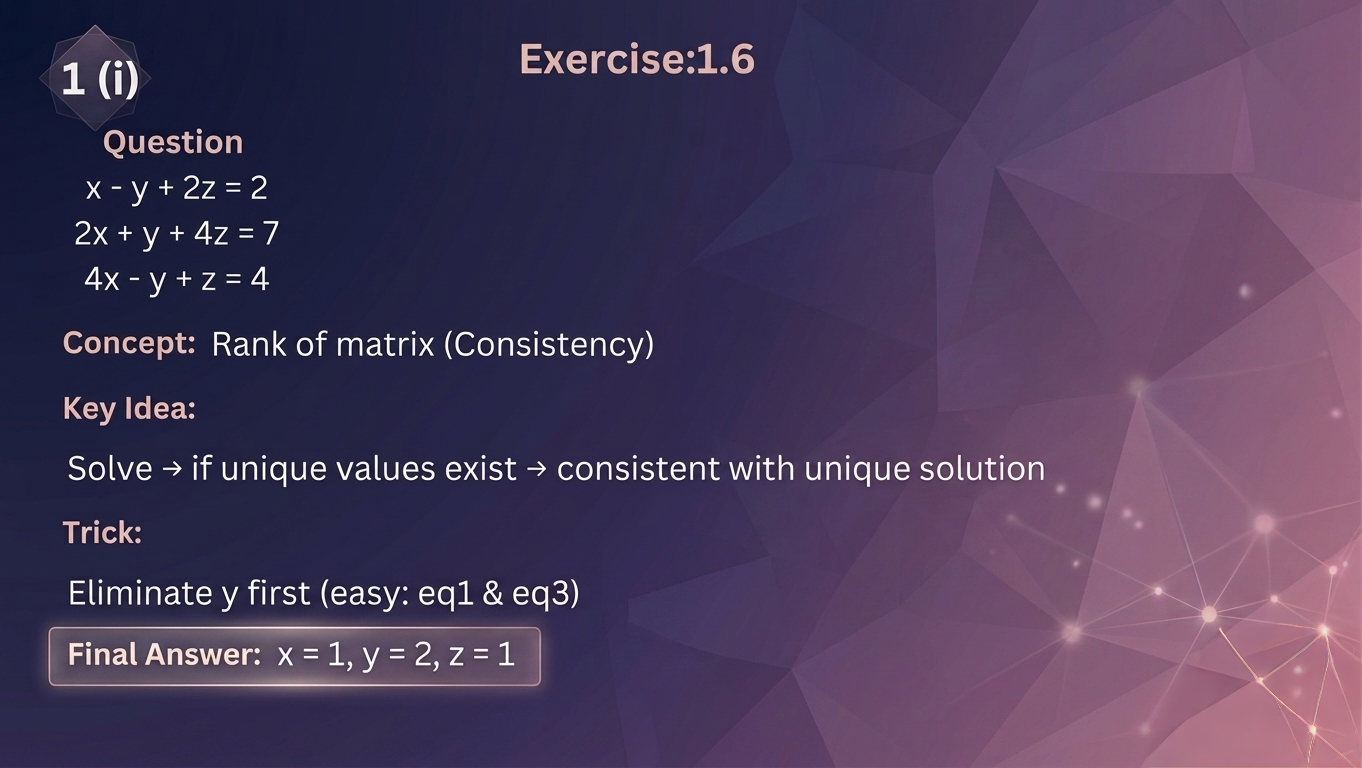 1 (i)
Exercise:1.6
Question
x - y + 2z = 2
2x + y + 4z = 7
4x - y + z = 4
Concept: Rank of matrix (Consistency)
Key Idea:
Solve → if unique values exist → consistent with unique solution
Trick:
Eliminate y first (easy: eq1 & eq3)
Final Answer: x = 1, y = 2, z = 1